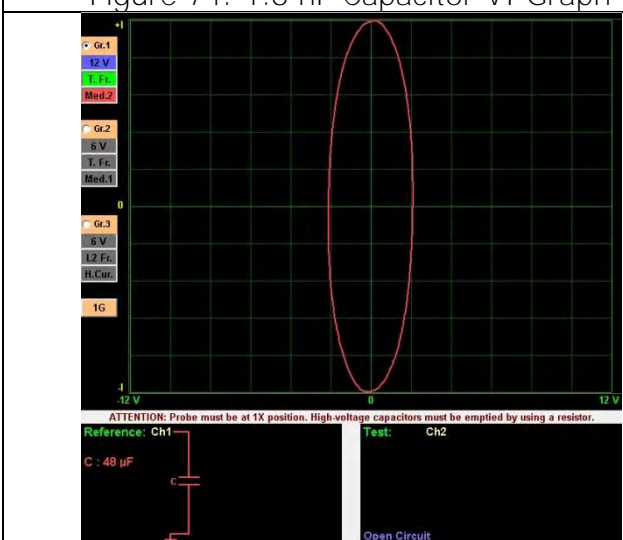 Figure 71. 1.8 nF Capacitor VI Graph
+I
Gr.1
12 V
T. Fr.
Med.2
Gr.2
6 V
T. Fr.
Med.1
0
Gr.3
6 V
L2 Fr.
H.Cur.
1G
-I
-12 V
0
12 V
ATTENTION: Probe must be at 1X position. High-voltage capacitors must be emptied by using a resistor.
Reference: Ch1
Test: Ch2
C : 48 µF
C
Open Circuit